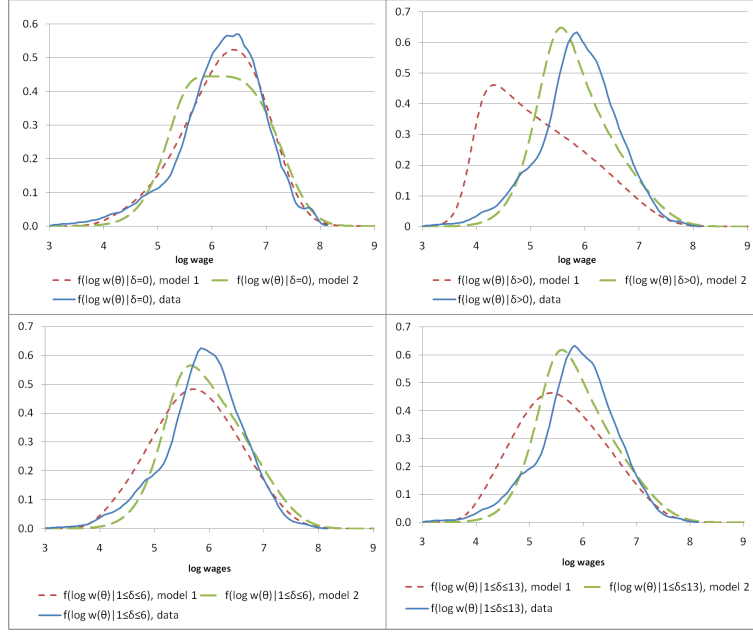 0.6
0.5
0.4
0.3
0.2
0.1
0.0
3 4 5 6 7 8 9
log wage
f(log w(θ)|δ=0), model 1 f(log w(θ)|δ=0), model 2
f(log w(θ)|δ=0), data
0.7
0.6
0.5
0.4
0.3
0.2
0.1
0
3 4 5 6 7 8 9
log wage
f(log w(θ)|δ>0), model 1 f(log w(θ)|δ>0), model 2
f(log w(θ)|δ>0), data
0.7
0.6
0.5
0.4
0.3
0.2
0.1
0.0
3 4 5 6 7 8 9
log wages
f(log w(θ)|1≤δ≤6), model 1 f(log w(θ)|1≤δ≤6), model 2
f(log w(θ)|1≤δ≤6), data
0.7
0.6
0.5
0.4
0.3
0.2
0.1
0.0
3 4 5 6 7 8 9
log wages
f(log w(θ)|1≤δ≤13), model 1 f(log w(θ)|1≤δ≤13), model 2
f(log w(θ)|1≤δ≤13), data